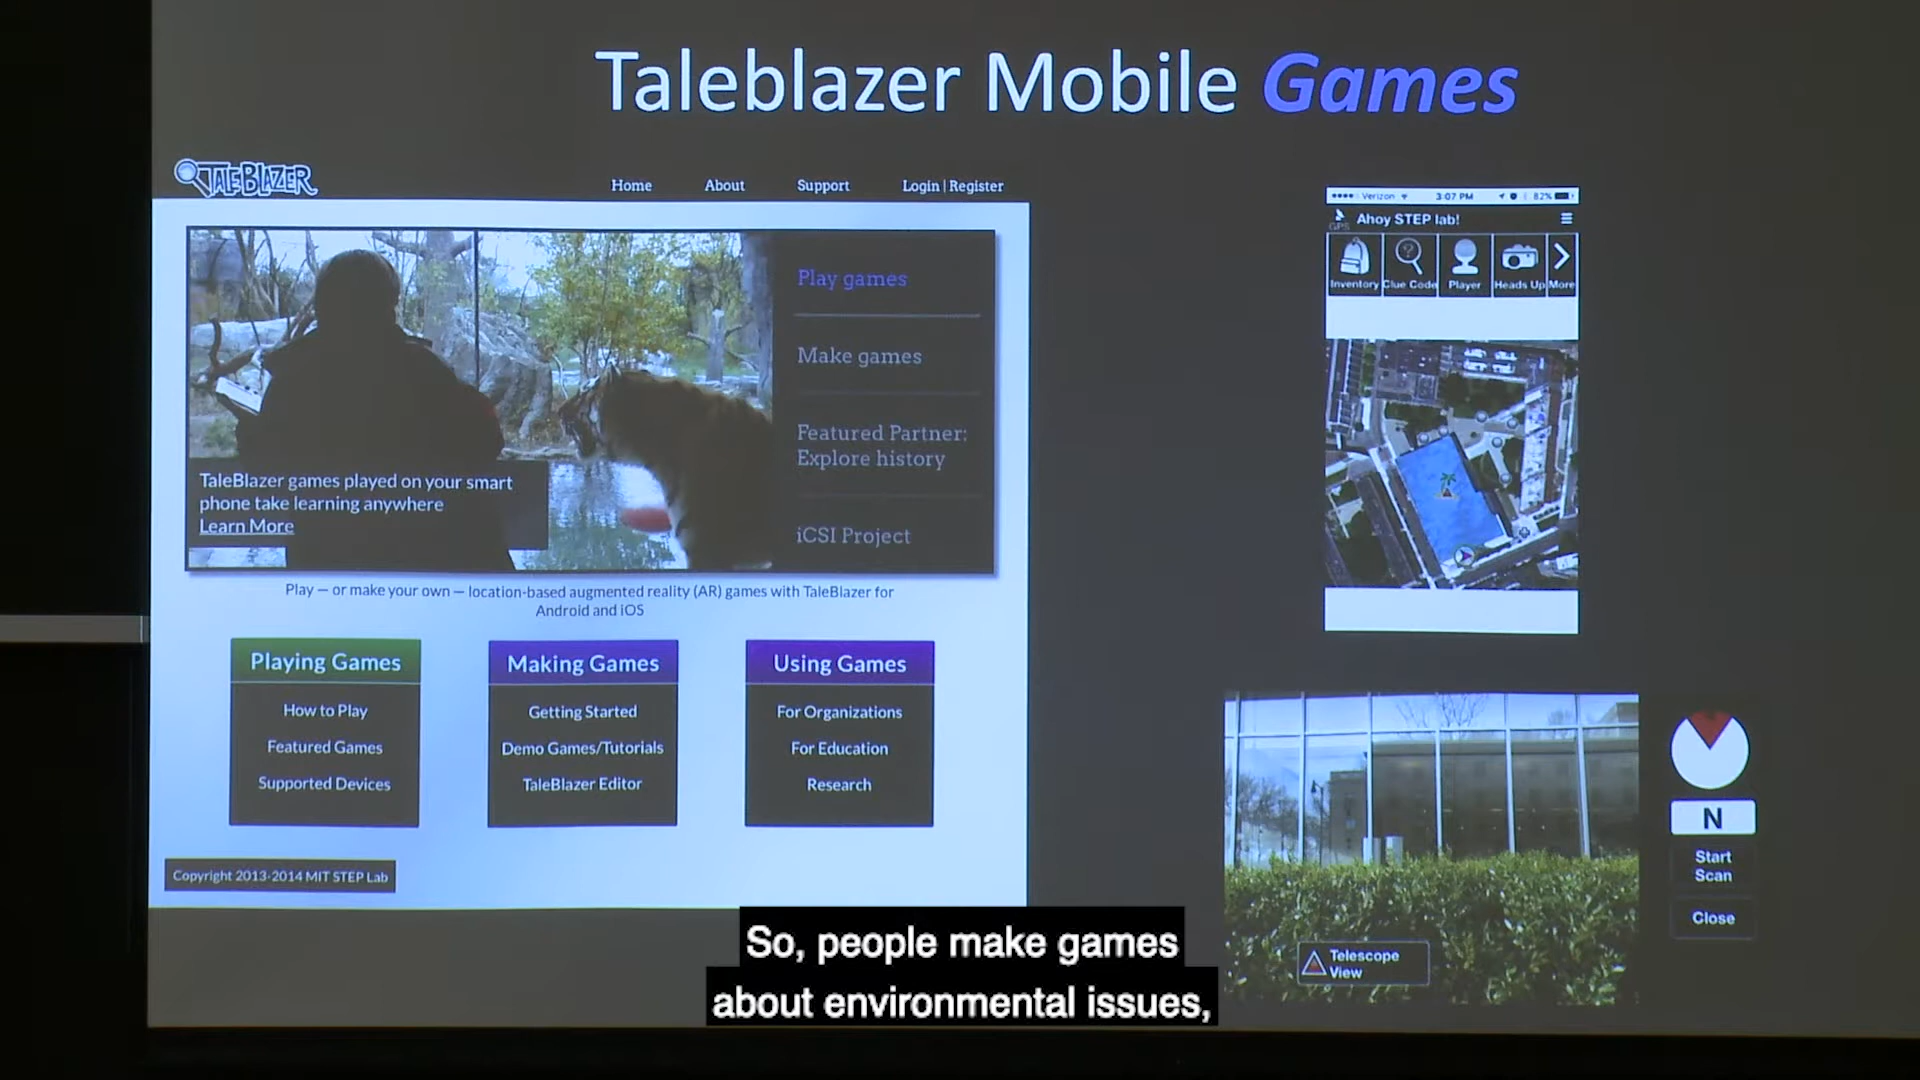 Taleblazer Mobile Games
TALEBLAZER
Home About Support Login | Register
Play games
Make games
Featured Partner:
Explore history
iCSI Project
TaleBlazer games played on your smart
phone take learning anywhere
Learn More
Play — or make your own — location-based augmented reality (AR) games with TaleBlazer for
Android and iOS
Playing Games
How to Play
Featured Games
Supported Devices
Making Games
Getting Started
Demo Games/Tutorials
TaleBlazer Editor
Using Games
For Organizations
For Education
Research
Copyright 2013-2014 MIT STEP Lab
Verizon 3:07 PM 82%
GPS Ahoy STEP lab!
Inventory Clue Code Player Heads Up More
N
Start
Scan
Close
Telescope
View
So, people make games
about environmental issues,